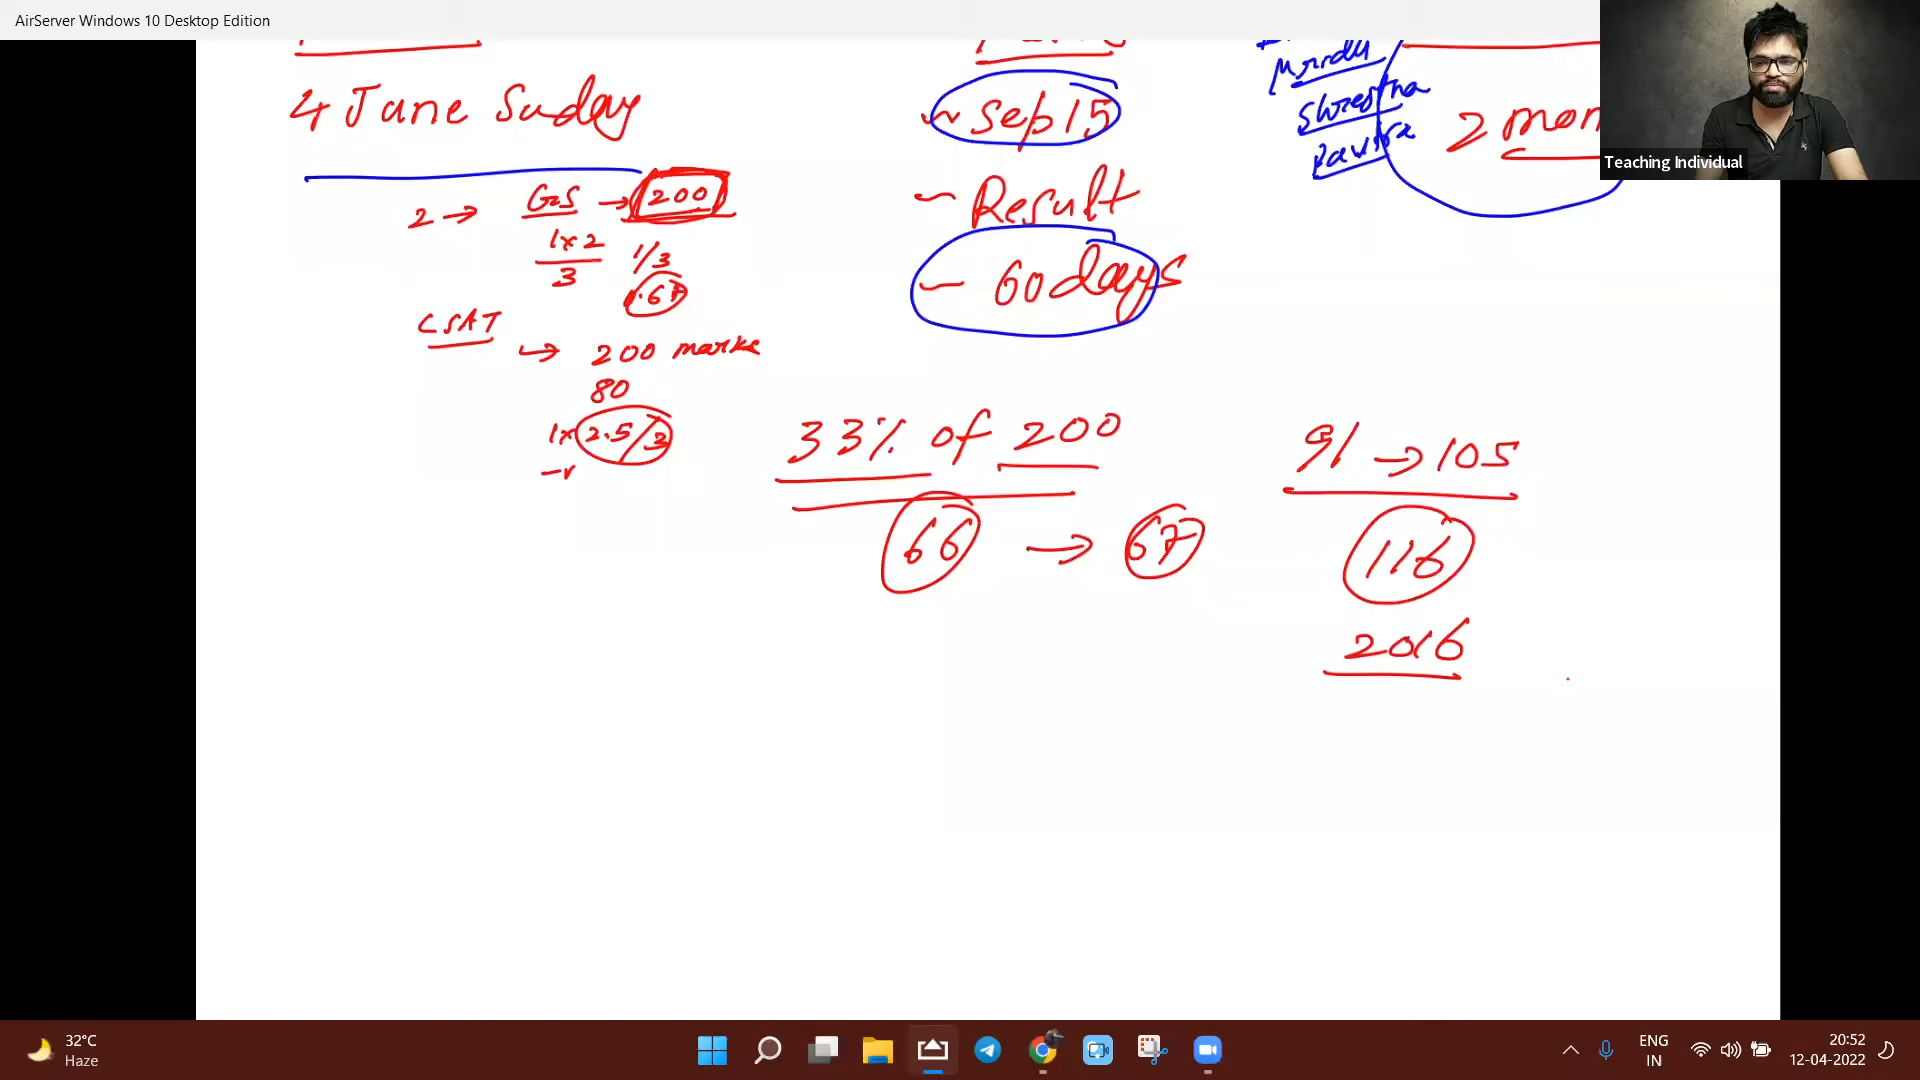 AirServer Windows 10 Desktop Edition
4 June Suday
2 → GS → 200
1x2
3
1/3
.67
CSAT
→ 200 marks
80
1x 2.5/3
~ Sep 15
- Result
- 60 days
Shrestha
2 mon
Teaching Individual
33% of 200
66 → 67
91 → 105
116
2016
32°C
Haze
ENG
IN
20:52
12-04-2022